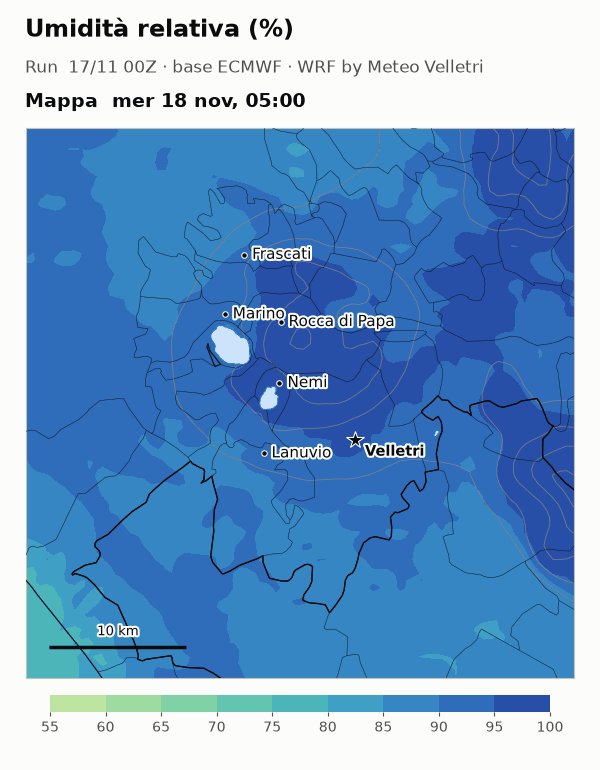 Umidità relativa (%)
Run 17/11 00Z · base ECMWF · WRF by Meteo Velletri
Mappa mer 18 nov, 05:00
Frascati
Marino
Rocca di Papa
Nemi
Velletri
Lanuvio
10 km
55 60 65 70 75 80 85 90 95 100